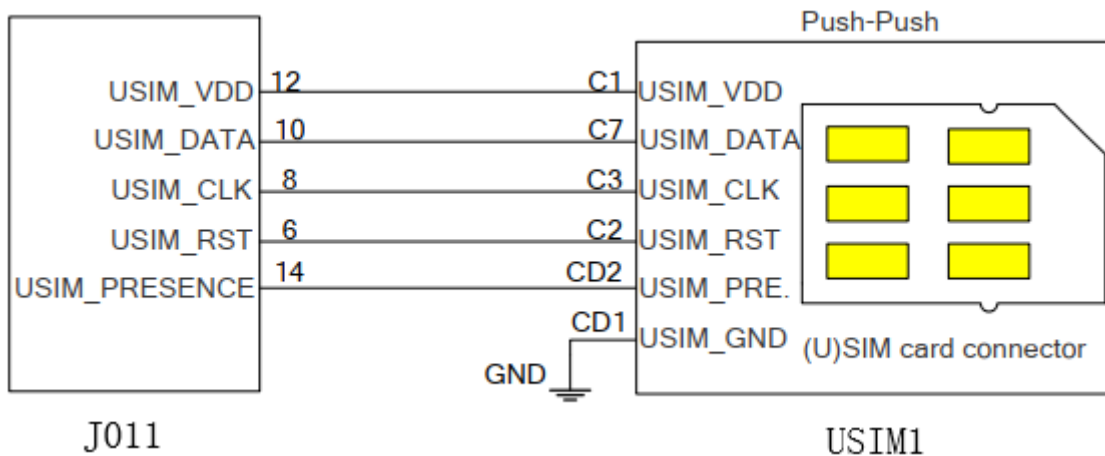 Push-Push
USIM_VDD 12 C1 USIM_VDD
USIM_DATA 10 C7 USIM_DATA
USIM_CLK 8 C3 USIM_CLK
USIM_RST 6 C2 USIM_RST
USIM_PRESENCE 14 CD2 USIM_PRE.
CD1 USIM_GND
(U)SIM card connector
GND
J011
USIM1